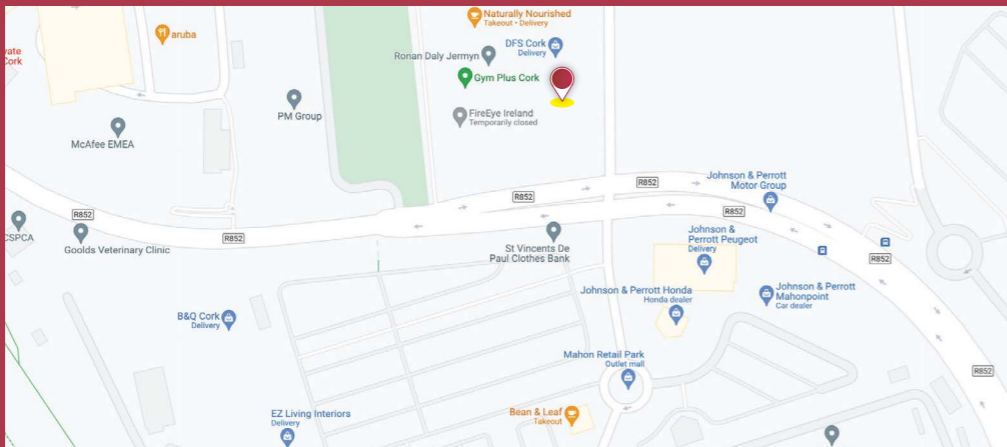 Naturally Nourished
Takeout • Delivery
aruba
DFS Cork
Delivery
vate
Cork
Ronan Daly Jermyn
Gym Plus Cork
PM Group
FireEye Ireland
Temporarily closed
McAfee EMEA
Johnson & Perrott
Motor Group
R852
R852
R852
R852
R852
CSPCA
Goolds Veterinary Clinic
St Vincents De
Paul Clothes Bank
Johnson &
Perrott Peugeot
Delivery
R852
Johnson & Perrott Honda
Honda dealer
Johnson & Perrott
Mahonpoint
Car dealer
B&Q Cork
Delivery
Mahon Retail Park
Outlet mall
R852
EZ Living Interiors
Delivery
Bean & Leaf
Takeout